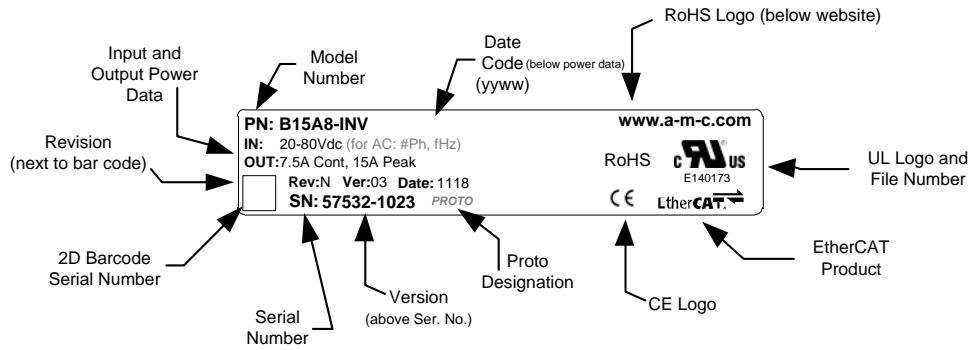 RoHS Logo (below website)
Date
Code (below power data)
(yyww)
Input and
Output Power
Data
Model
Number
Revision
(next to bar code)
PN: B15A8-INV
IN: 20-80Vdc (for AC: #Ph, fHz)
OUT:7.5A Cont, 15A Peak
Rev:N Ver:03 Date: 1118
SN: 57532-1023 PROTO
www.a-m-c.com
RoHS
c RU US
E140173
CE
EtherCAT
UL Logo and
File Number
2D Barcode
Serial Number
Serial
Number
Version
(above Ser. No.)
Proto
Designation
CE Logo
EtherCAT
Product